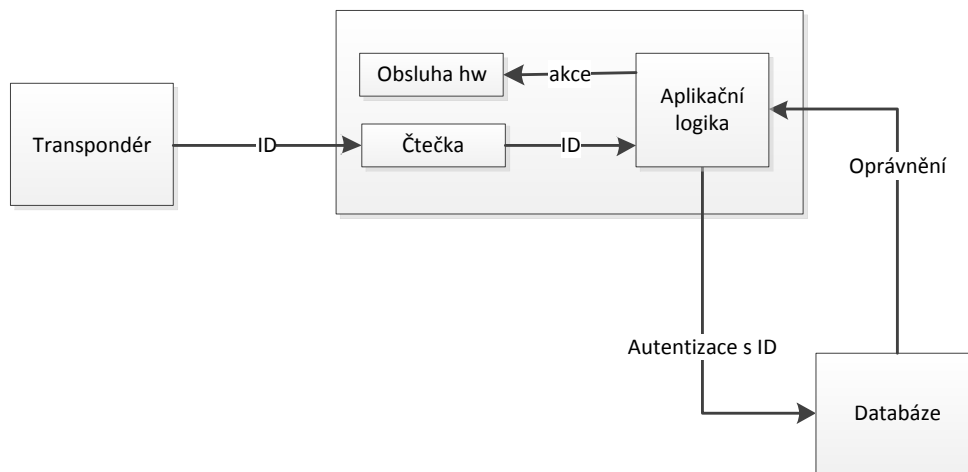 Obsluha hw
akce
Aplikační
logika
Transpondér
ID
Čtečka
ID
Oprávnění
Autentizace s ID
Databáze